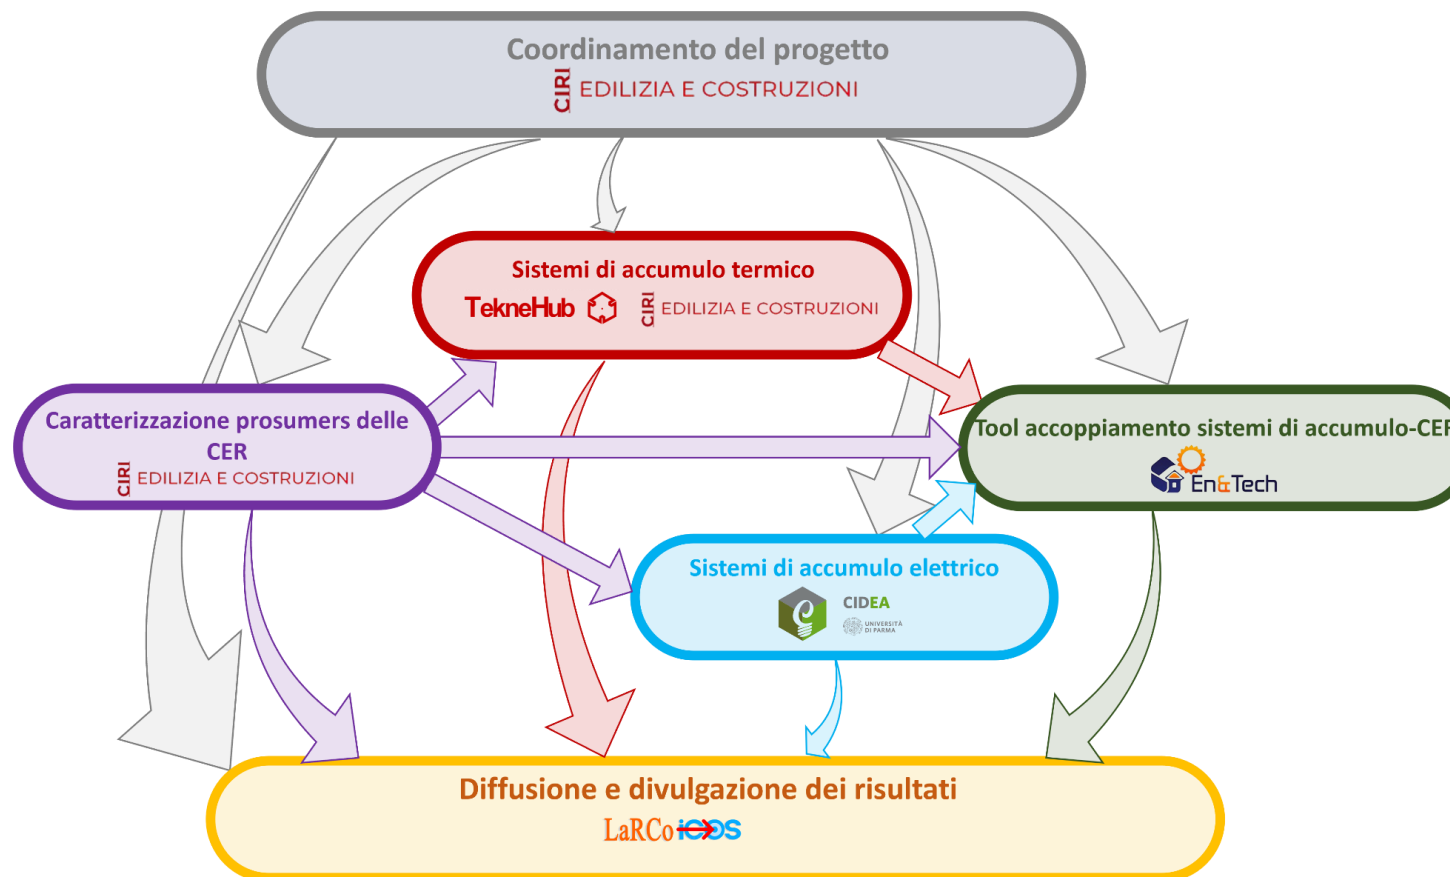 Coordinamento del progetto
CIRI EDILIZIA E COSTRUZIONI
Sistemi di accumulo termico
TekneHub CIRI EDILIZIA E COSTRUZIONI
Caratterizzazione prosumers delle
CER
CIRI EDILIZIA E COSTRUZIONI
Tool accoppiamento sistemi di accumulo-CER
En&Tech
Sistemi di accumulo elettrico
CIDEA
UNIVERSITÀ
DI PARMA
Diffusione e divulgazione dei risultati
LaRCo iCOS